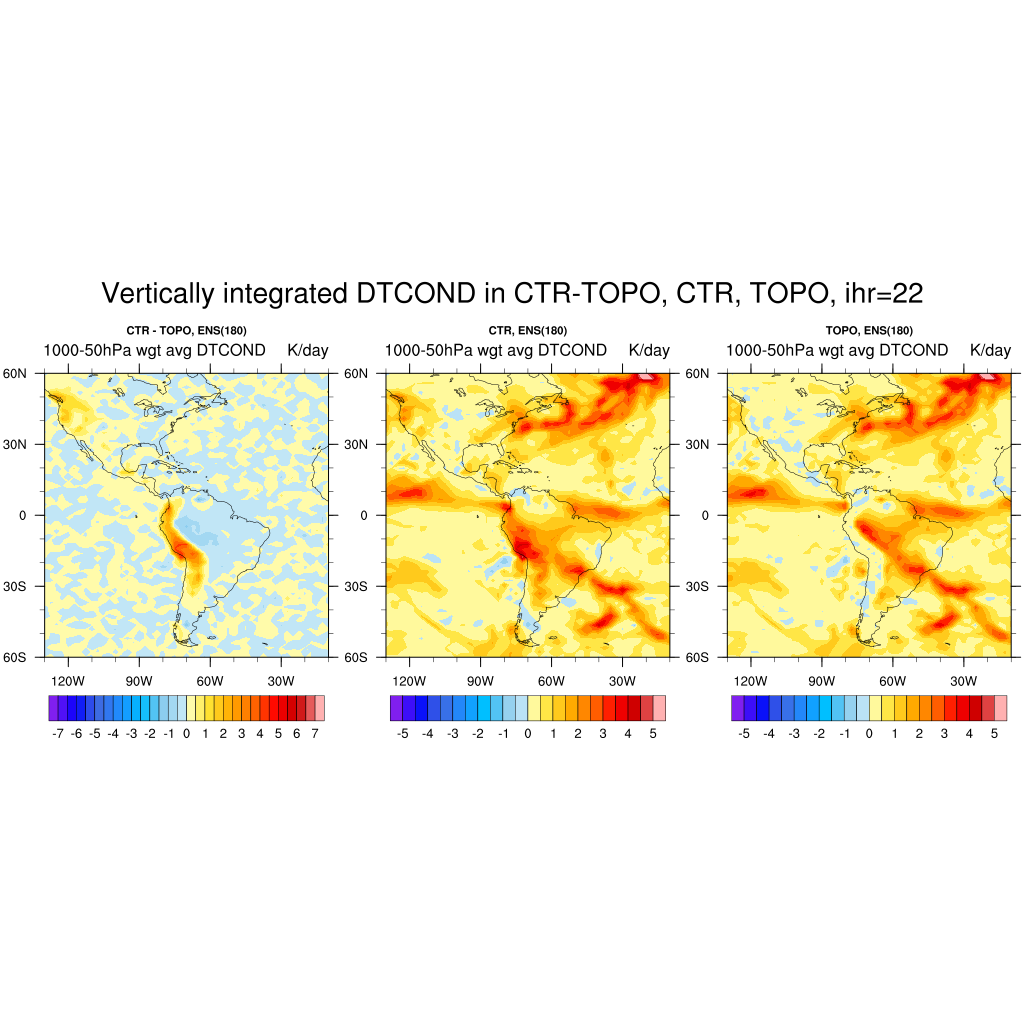 Vertically integrated DTCOND in CTR-TOPO, CTR, TOPO, ihr=22
CTR - TOPO, ENS(180)
1000-50hPa wgt avg DTCOND K/day
60N
30N
0
30S
60S
120W 90W 60W 30W
-7 -6 -5 -4 -3 -2 -1 0 1 2 3 4 5 6 7
CTR, ENS(180)
1000-50hPa wgt avg DTCOND K/day
60N
30N
0
30S
60S
120W 90W 60W 30W
-5 -4 -3 -2 -1 0 1 2 3 4 5
TOPO, ENS(180)
1000-50hPa wgt avg DTCOND K/day
60N
30N
0
30S
60S
120W 90W 60W 30W
-5 -4 -3 -2 -1 0 1 2 3 4 5